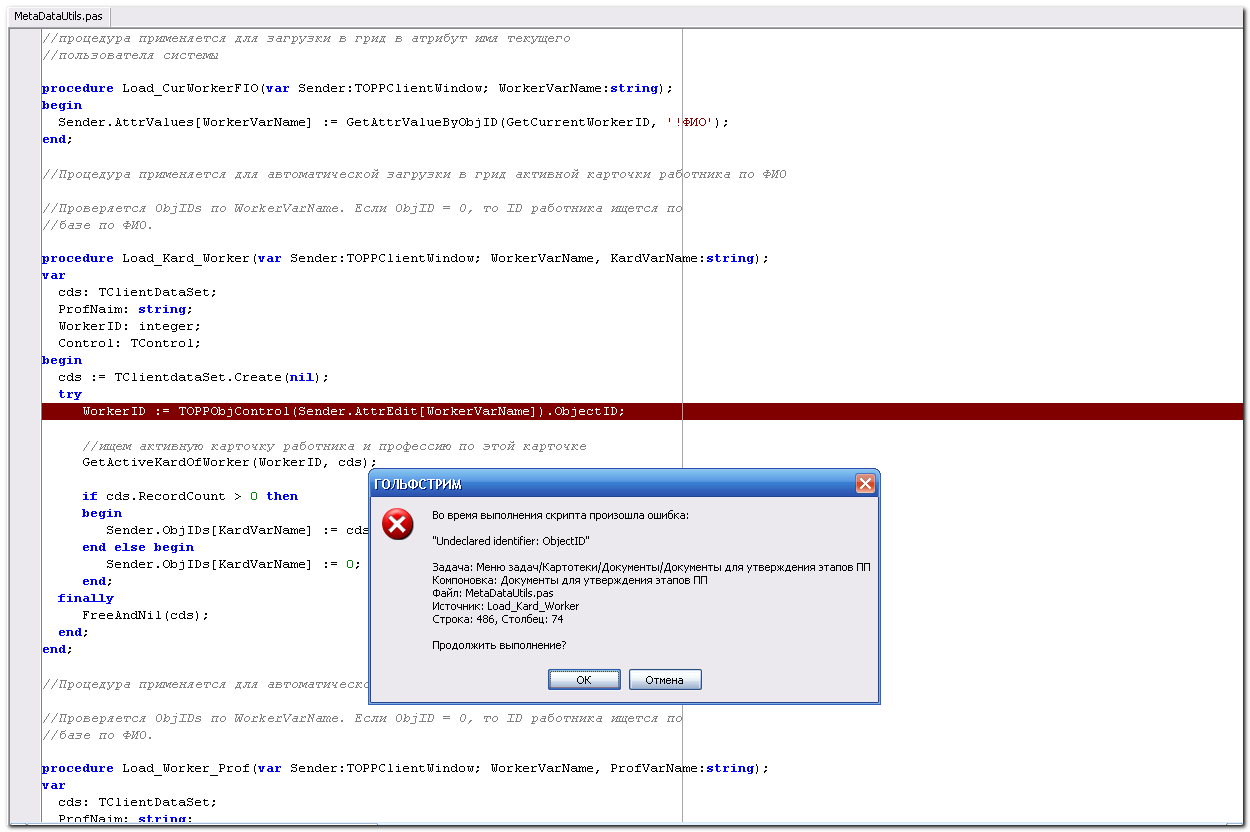 MetaDataUtils.pas
//процедура применяется для загрузки в грид в атрибут имя текущего
//пользователя системы
procedure Load_CurWorkerFIO(var Sender:TOPPClientWindow; WorkerVarName:string);
begin
Sender.AttrValues[WorkerVarName] := GetAttrValueByObjID(GetCurrentWorkerID, '!ФИО');
end;
//Процедура применяется для автоматической загрузки в грид активной карточки работника по ФИО
//Проверяется ObjIDs по WorkerVarName. Если ObjID = 0, то ID работника ищется по
//базе по ФИО.
procedure Load_Kard_Worker(var Sender:TOPPClientWindow; WorkerVarName, KardVarName:string);
var
cds: TClientDataSet;
ProfNaim: string;
WorkerID: integer;
Control: TControl;
begin
cds := TClientdataSet.Create(nil);
try
WorkerID := TOPPObjControl(Sender.AttrEdit[WorkerVarName]).ObjectID;
//ищем активную карточку работника и профессию по этой карточке
GetActiveKardOfWorker(WorkerID, cds);
if cds.RecordCount > 0 then
begin
Sender.ObjIDs[KardVarName] := cds
end else begin
Sender.ObjIDs[KardVarName] := 0;
end;
finally
FreeAndNil(cds);
end;
end;
//Процедура применяется для автоматическо
//Проверяется ObjIDs по WorkerVarName. Если ObjID = 0, то ID работника ищется по
//базе по ФИО.
procedure Load_Worker_Prof(var Sender:TOPPClientWindow; WorkerVarName, ProfVarName:string);
var
cds: TClientDataSet;
ProfNaim: string;
ГОЛЬФСТРИМ
Во время выполнения скрипта произошла ошибка:
"Undeclared identifier: ObjectID"
Задача: Меню задач/Картотеки/Документы/Документы для утверждения этапов ПП
Компоновка: Документы для утверждения этапов ПП
Файл: MetaDataUtils.pas
Источник: Load_Kard_Worker
Строка: 486, Столбец: 74
Продолжить выполнение?
ОК
Отмена